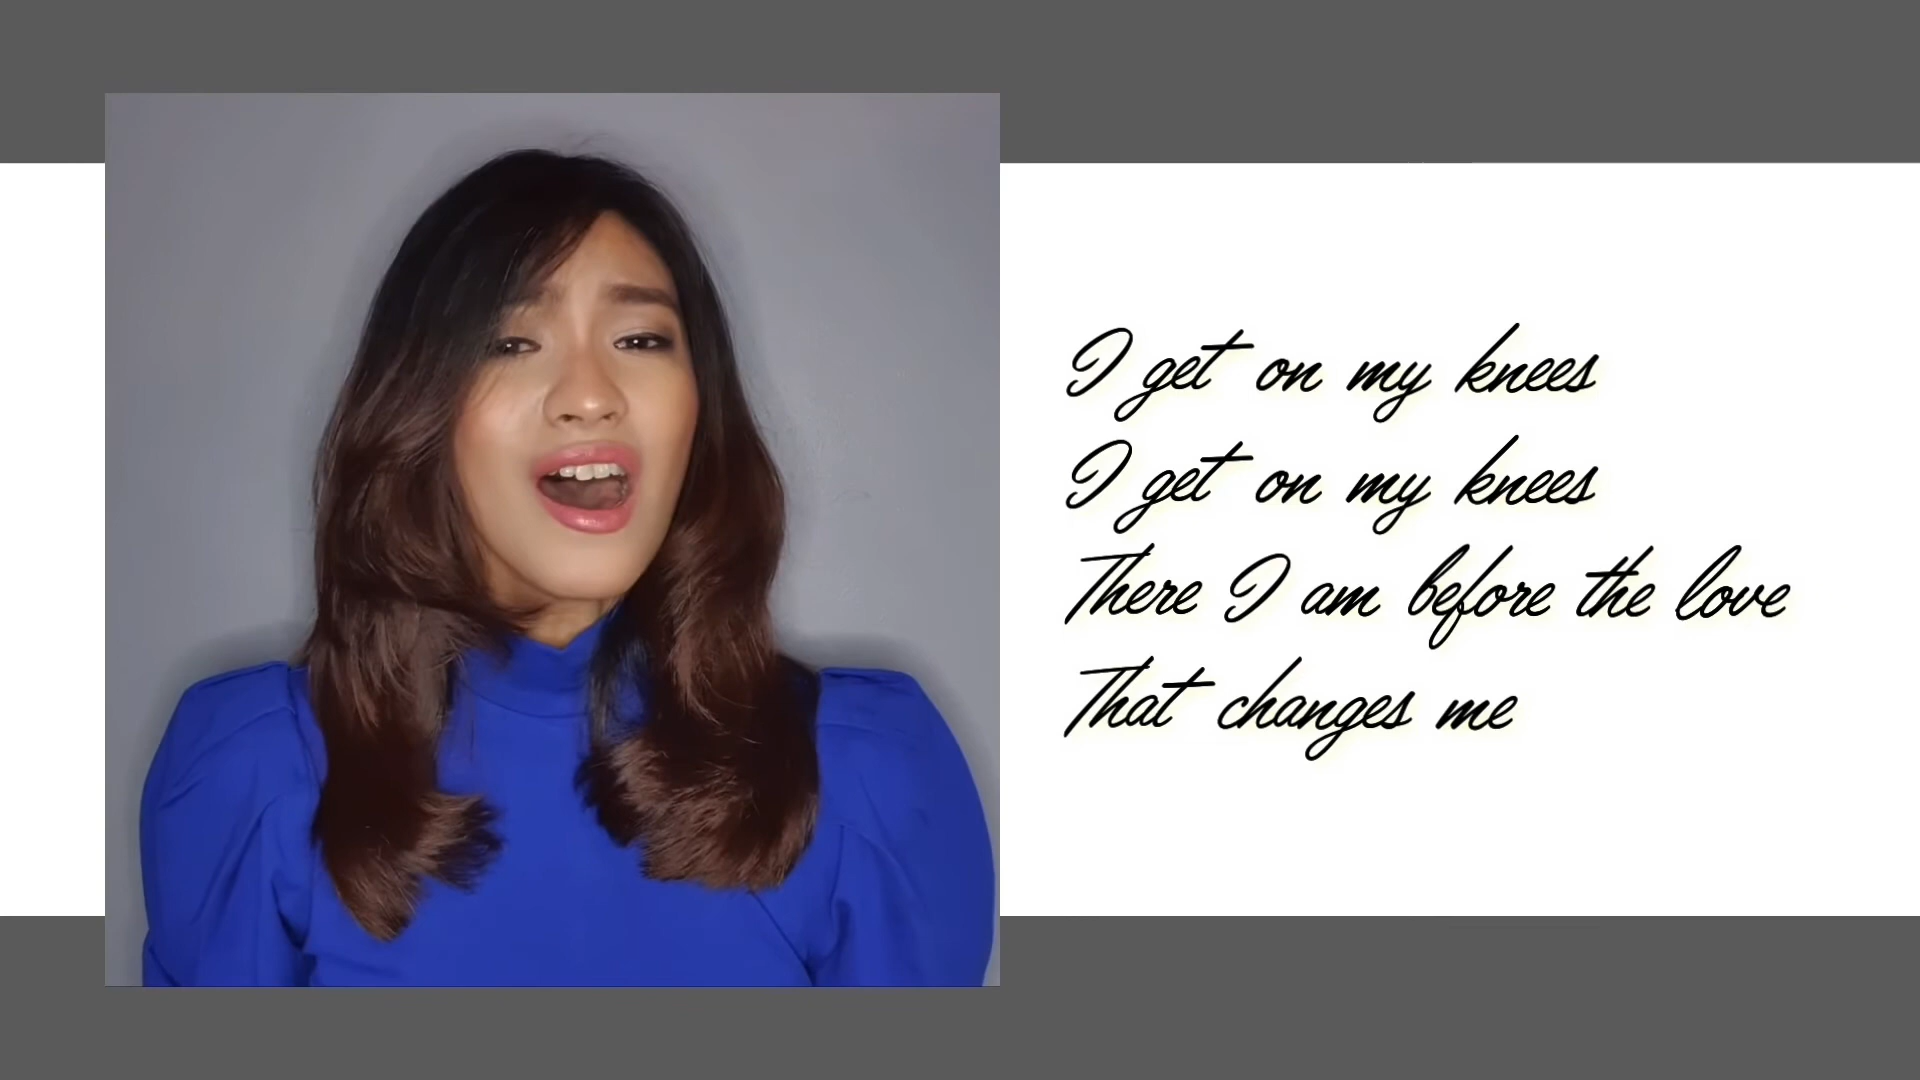 I get on my knees
I get on my knees
There I am before the love
That changes me